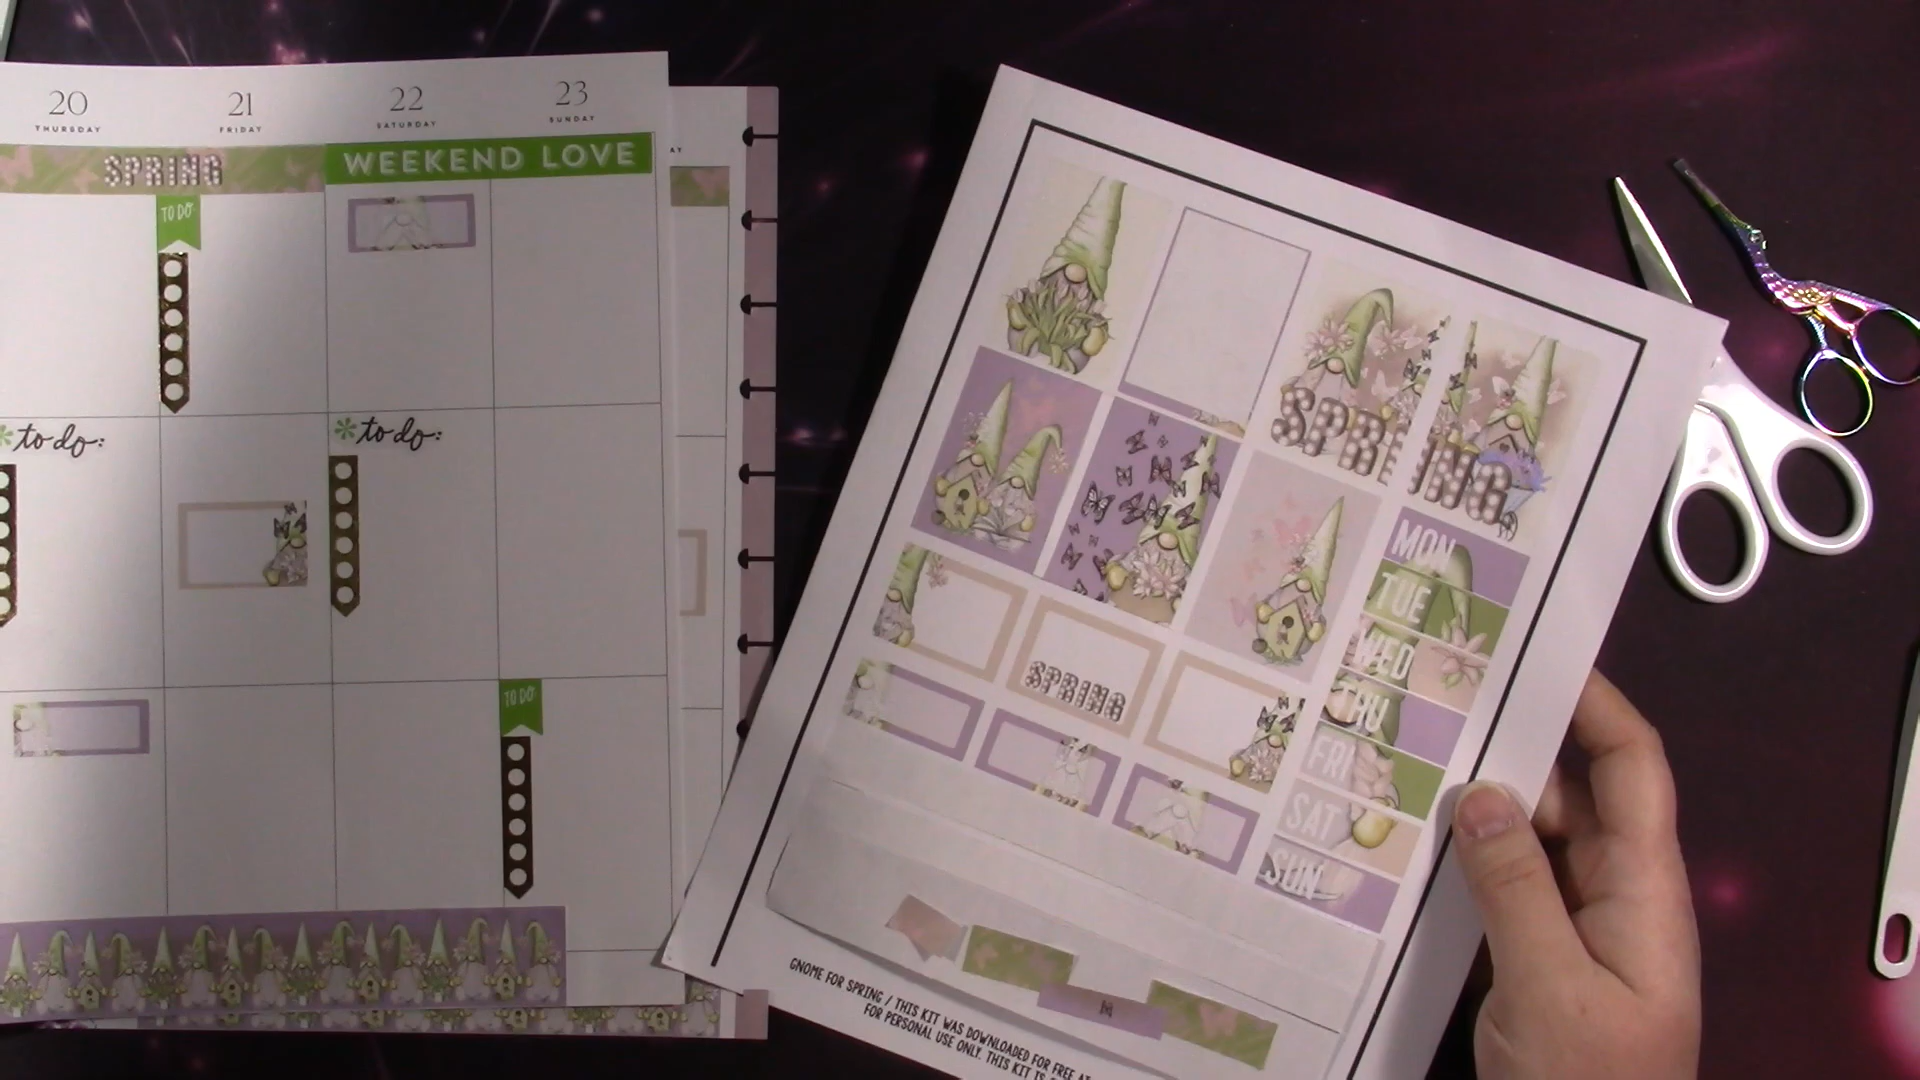 20
THURSDAY
21
FRIDAY
22
SATURDAY
23
SUNDAY
AY
SPRING
WEEKEND LOVE
TO DO
to do:
to do:
TO DO
SPRING
MON
TUE
WED
THU
FRI
SAT
SUN
SPRING
GNOME FOR SPRING / THIS KIT WAS DOWNLOADED FOR FREE AT
FOR PERSONAL USE ONLY. THIS KIT IS